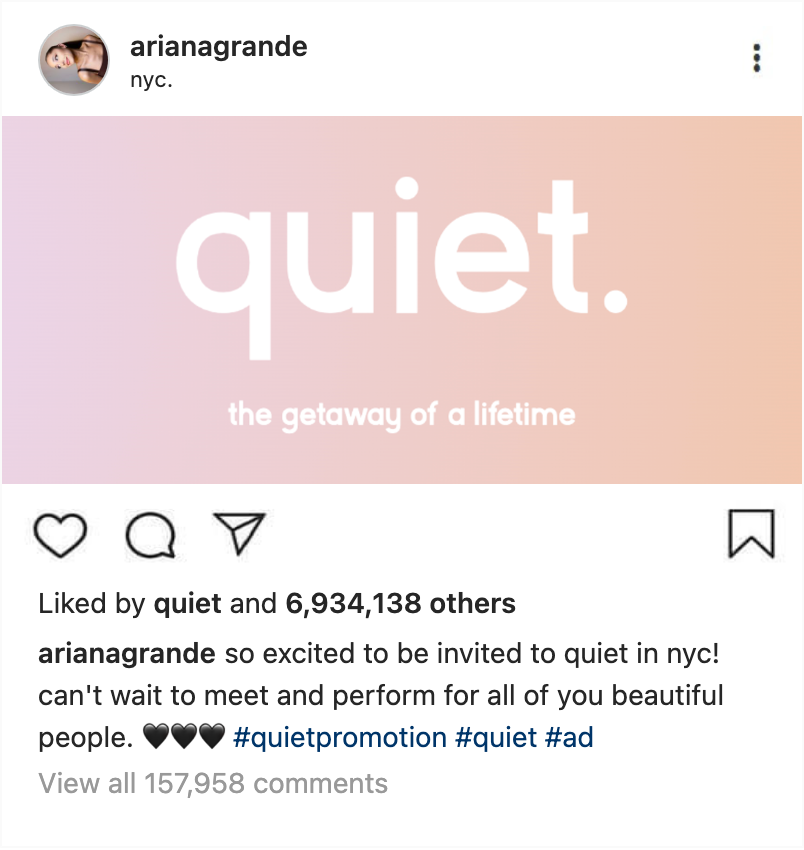 arianagrande
nyc.
quiet.
the getaway of a lifetime
Liked by quiet and 6,934,138 others
arianagrande so excited to be invited to quiet in nyc!
can't wait to meet and perform for all of you beautiful
people. 🖤🖤🖤 #quietpromotion #quiet #ad
View all 157,958 comments